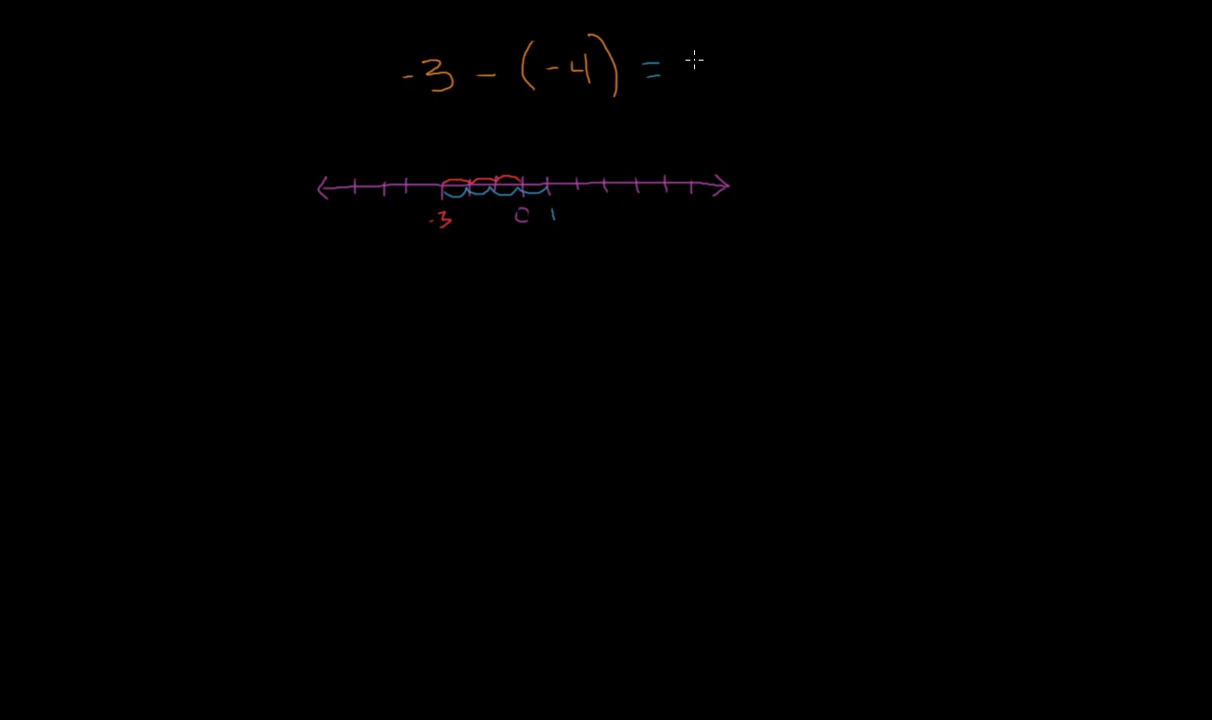 -3 - (-4) =
-3 0 1